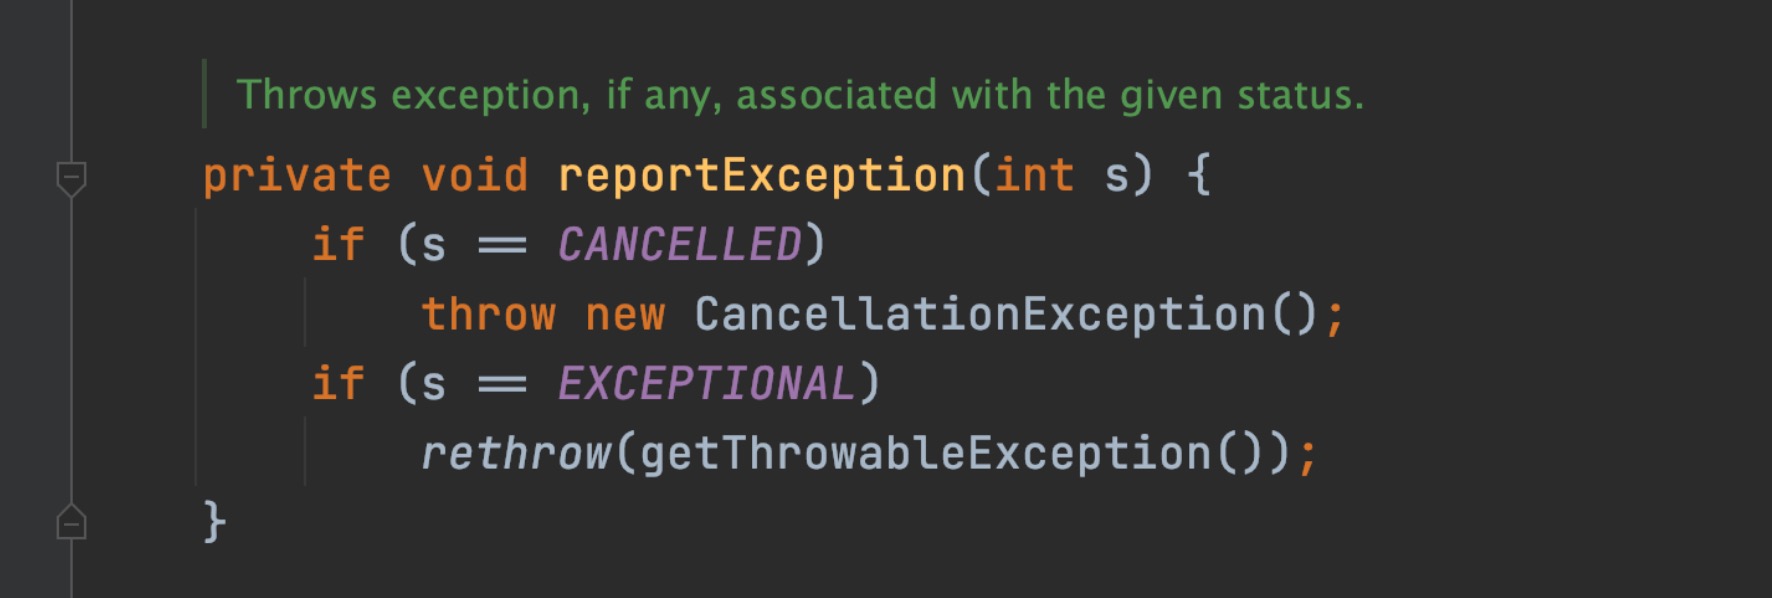 Throws exception, if any, associated with the given status.
private void reportException(int s) {
if (s == CANCELLED)
throw new CancellationException();
if (s == EXCEPTIONAL)
rethrow(getThrowableException());
}